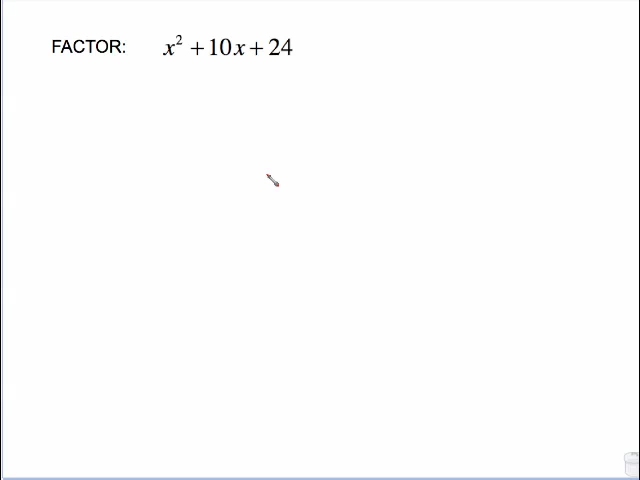 FACTOR: x² + 10x + 24